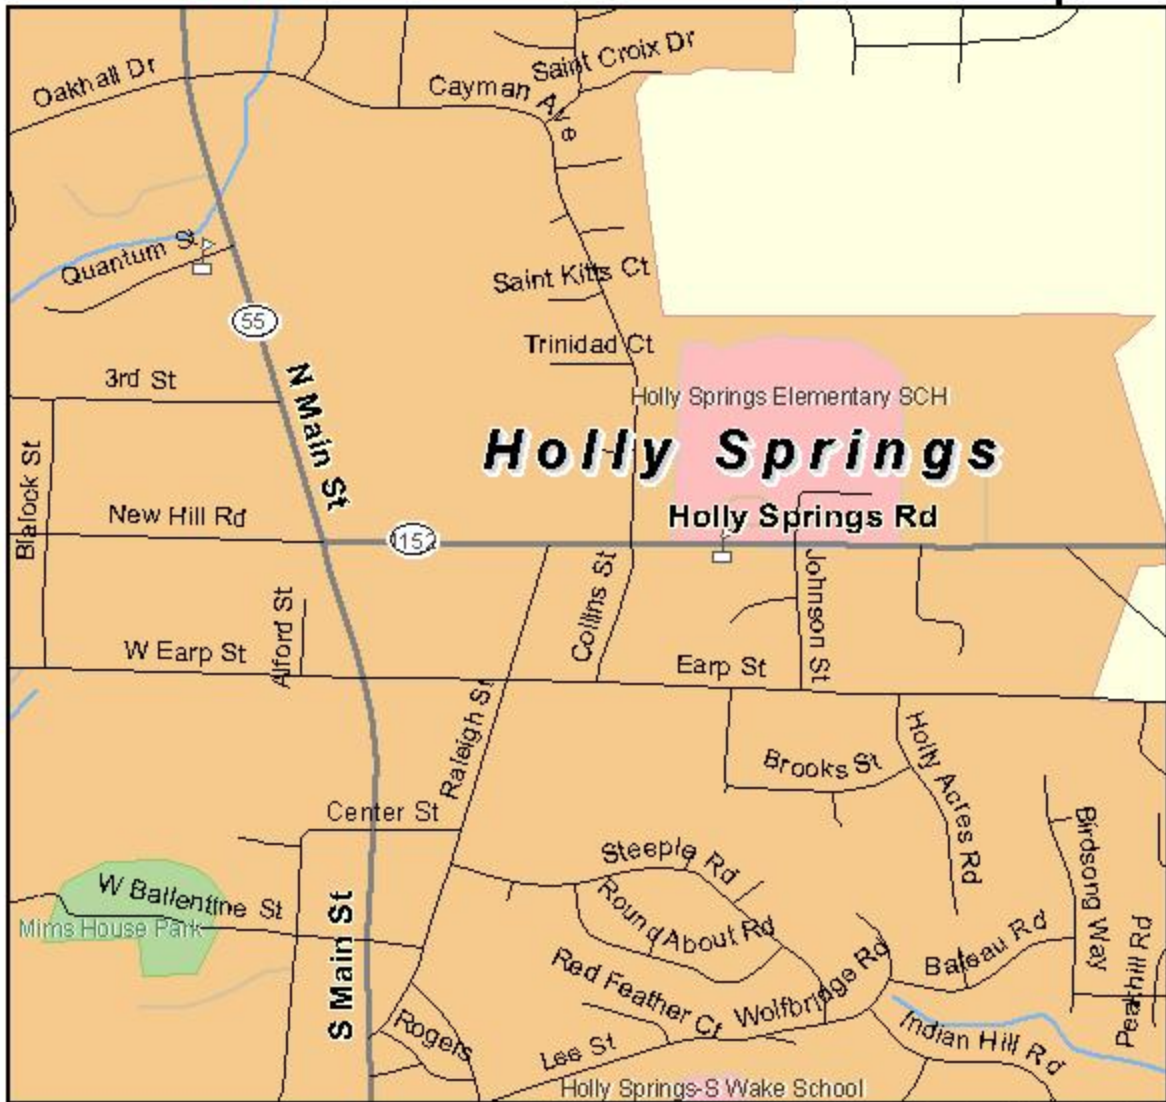 Oakhall Dr
Saint Croix Dr
Cayman Ave
Quantum St
Saint Kitts Ct
55
Trinidad Ct
3rd St
N Main St
Holly Springs Elementary SCH
Holly Springs
Blalock St
New Hill Rd
1152
Holly Springs Rd
Alford St
Collins St
Johnson St
W Earp St
Earp St
Raleigh St
Holly Acres Rd
Brooks St
Center St
Birdsong Way
Steeple Rd
W Ballentine St
Round About Rd
Mims House Park
S Main St
Red Feather Ct
Wolfbridge Rd
Bateau Rd
Peakhill Rd
Rogers
Lee St
Indian Hill Rd
Holly Springs-S Wake School